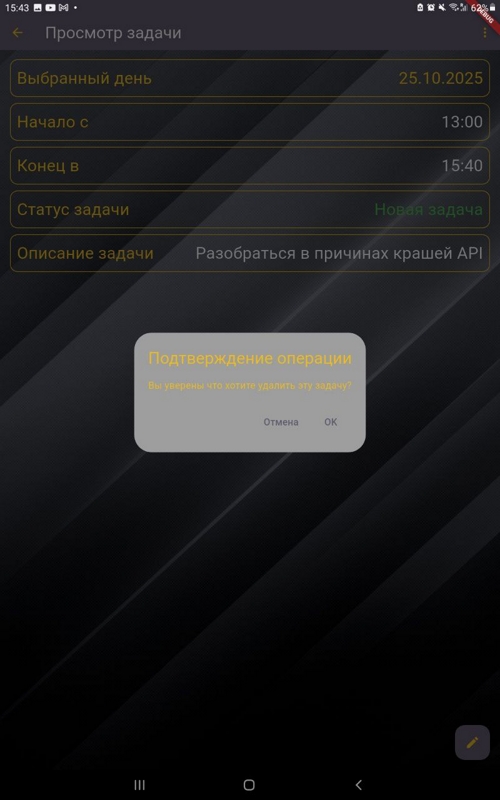 15:43
62%
DEBUG
Просмотр задачи
Выбранный день 25.10.2025
Начало с 13:00
Конец в 15:40
Статус задачи Новая задача
Описание задачи Разобраться в причинах крашей API
Подтверждение операции
Вы уверены что хотите удалить эту задачу?
Отмена OK